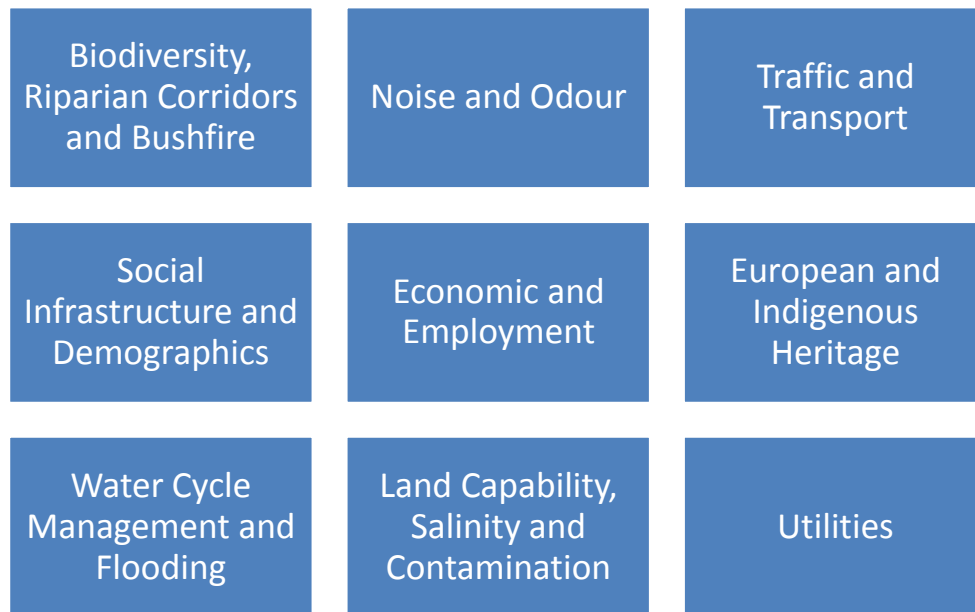 Biodiversity,
Riparian Corridors
and Bushfire
Noise and Odour
Traffic and
Transport
Social
Infrastructure and
Demographics
Economic and
Employment
European and
Indigenous
Heritage
Water Cycle
Management and
Flooding
Land Capability,
Salinity and
Contamination
Utilities